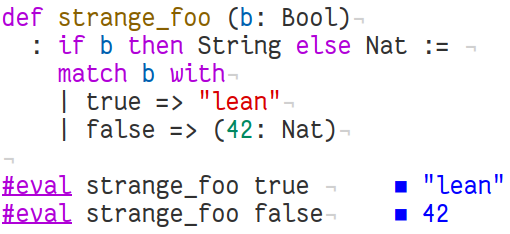 def strange_foo (b: Bool)¬
  : if b then String else Nat := ¬
    match b with¬
    | true => "lean"¬
    | false => (42: Nat)¬
¬
#eval strange_foo true ¬ ■ "lean"
#eval strange_foo false¬ ■ 42